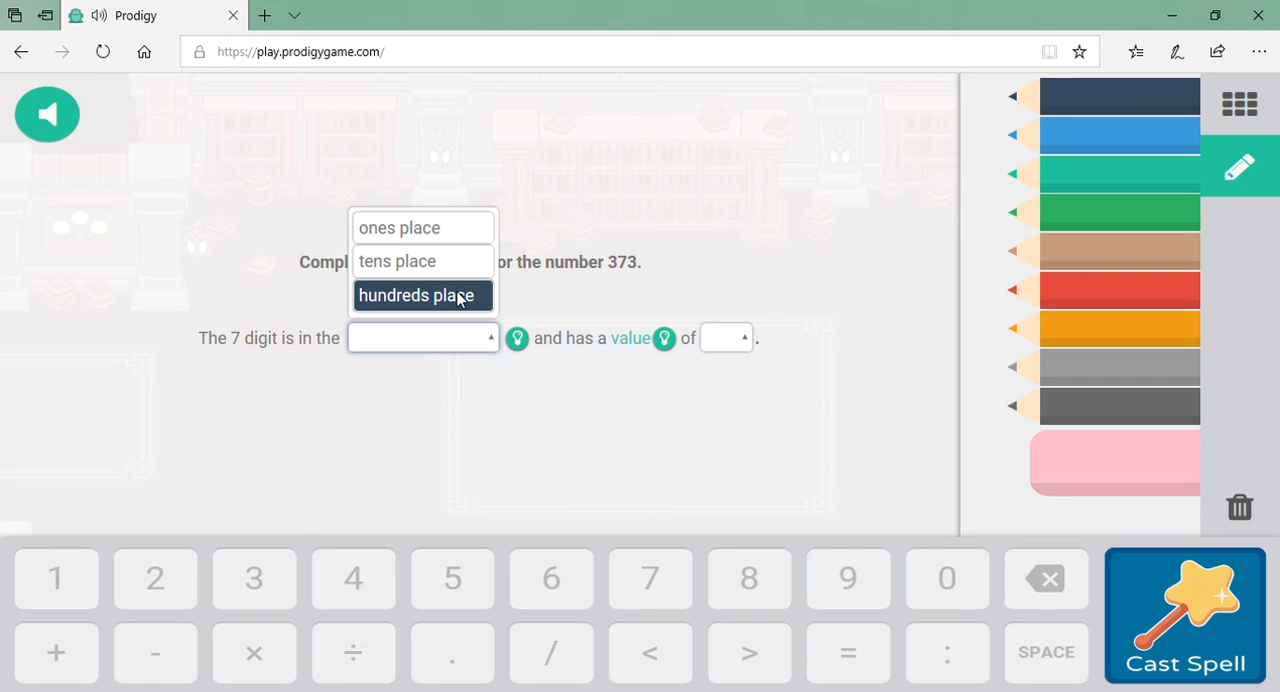 Prodigy
https://play.prodigygame.com/
ones place
tens place
hundreds place
Compl or the number 373.
The 7 digit is in the and has a value of .
1 2 3 4 5 6 7 8 9 0
+ - × ÷ . / < > = : SPACE
Cast Spell